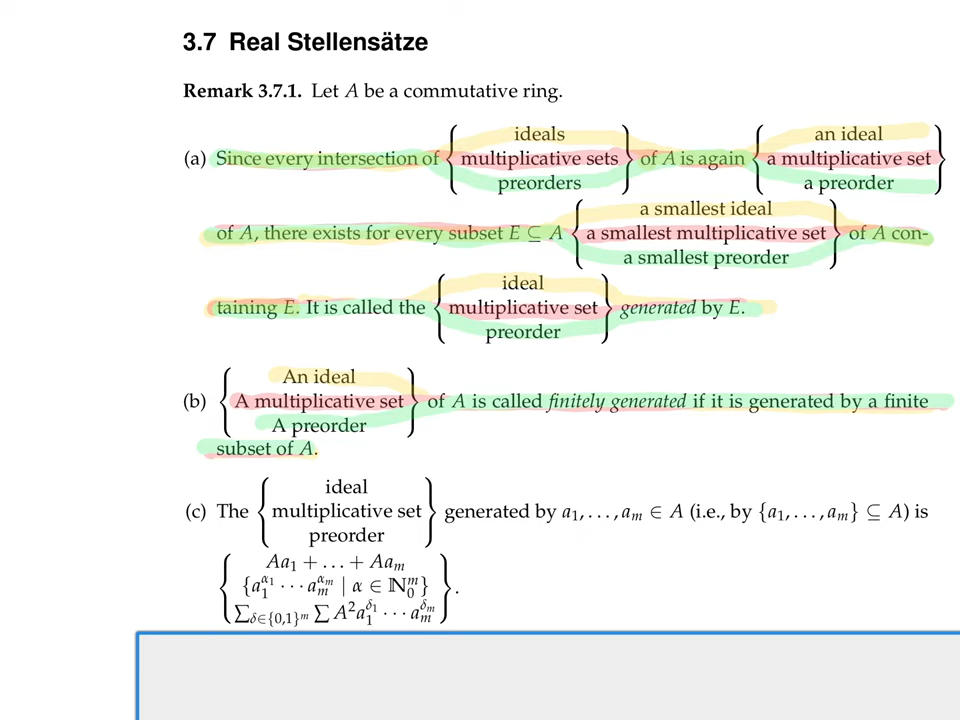 3.7 Real Stellensätze
Remark 3.7.1. Let A be a commutative ring.
(a) Since every intersection of { ideals / multiplicative sets / preorders } of A is again { an ideal / a multiplicative set / a preorder }
of A, there exists for every subset E ⊆ A { a smallest ideal / a smallest multiplicative set / a smallest preorder } of A con-
taining E. It is called the { ideal / multiplicative set / preorder } generated by E.
(b) { An ideal / A multiplicative set / A preorder } of A is called finitely generated if it is generated by a finite
subset of A.
(c) The { ideal / multiplicative set / preorder } generated by a₁, . . . , aₘ ∈ A (i.e., by {a₁, . . . , aₘ} ⊆ A) is
{ Aa₁ + . . . + Aaₘ / {a₁^{α₁} · · · aₘ^{αₘ} | α ∈ ℕ₀^m} / ∑_{δ∈{0,1}^m} ∑ A²a₁^{δ₁} · · · aₘ^{δₘ} }.